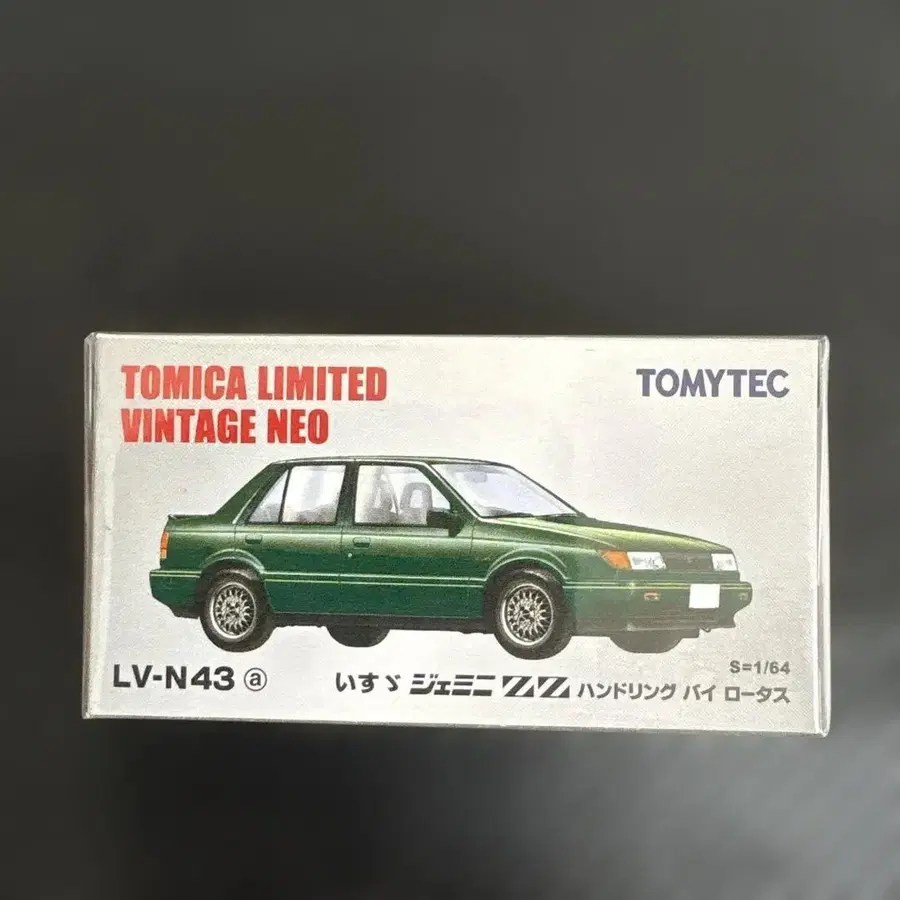 TOMICA LIMITED
VINTAGE NEO
TOMYTEC
S=1/64
LV-N43 ⓐ いすゞ ジェミニ ZZ ハンドリング バイ ロータス